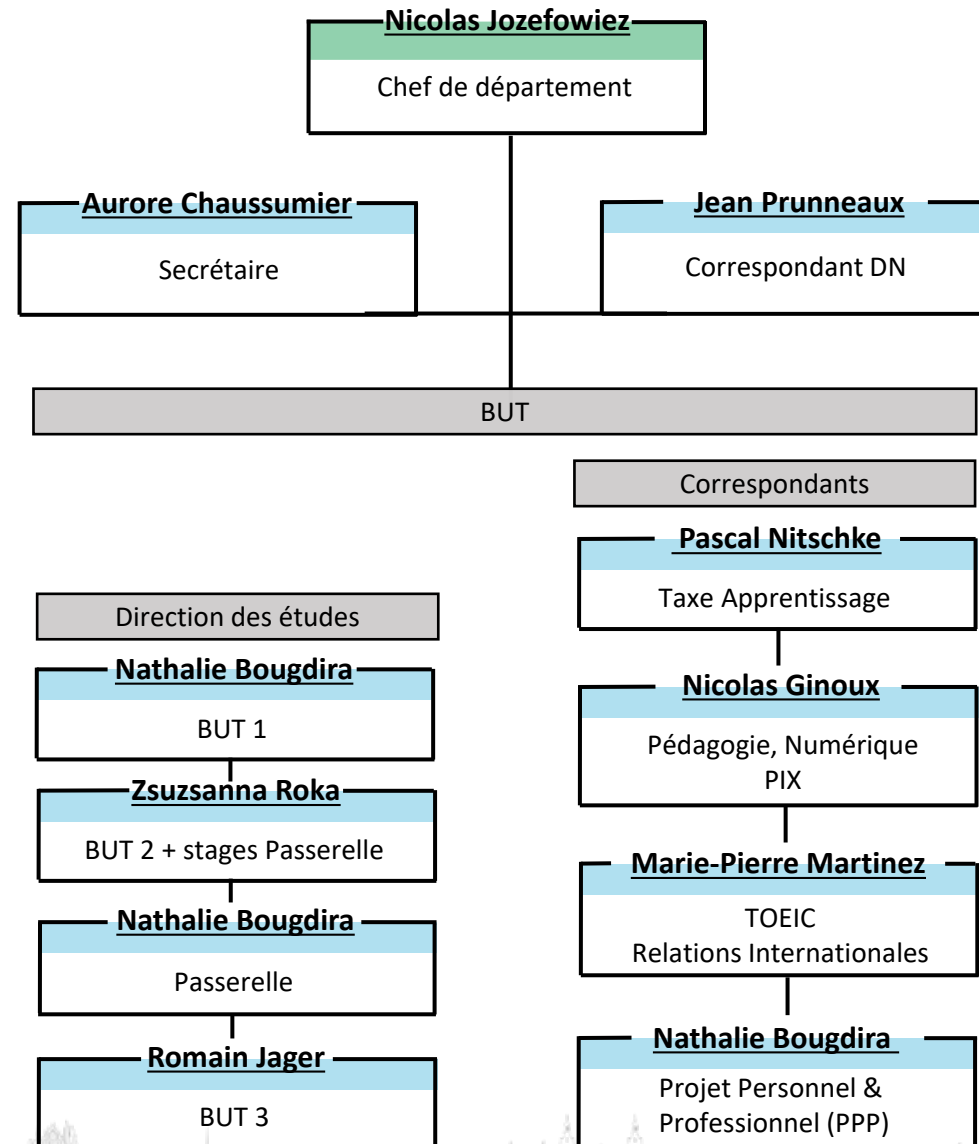 Nicolas Jozefowiez
Chef de département
Aurore Chaussumier
Secrétaire
Jean Prunneaux
Correspondant DN
BUT
Direction des études
Nathalie Bougdira
BUT 1
Zsuzsanna Roka
BUT 2 + stages Passerelle
Nathalie Bougdira
Passerelle
Romain Jager
BUT 3
Correspondants
Pascal Nitschke
Taxe Apprentissage
Nicolas Ginoux
Pédagogie, Numérique
PIX
Marie-Pierre Martinez
TOEIC
Relations Internationales
Nathalie Bougdira
Projet Personnel &
Professionnel (PPP)